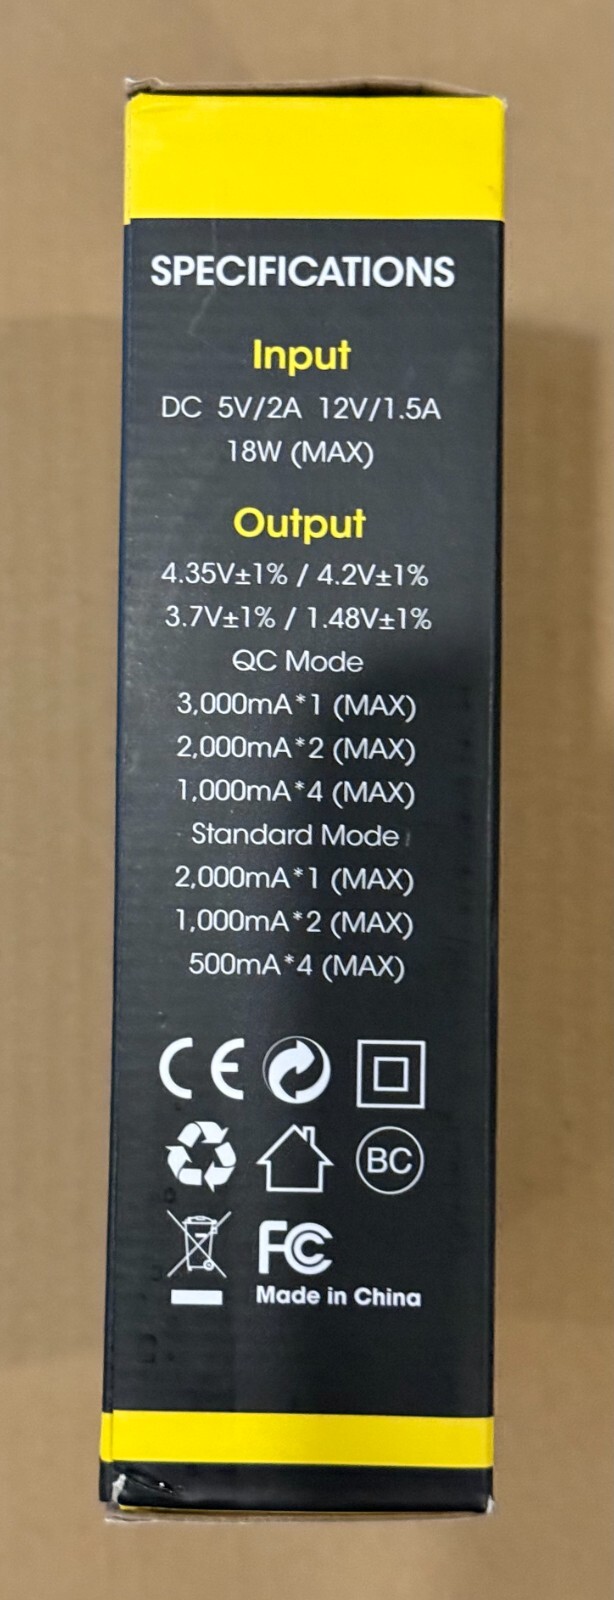 SPECIFICATIONS
Input
DC 5V/2A 12V/1.5A
18W (MAX)
Output
4.35V±1% / 4.2V±1%
3.7V±1% / 1.48V±1%
QC Mode
3,000mA*1 (MAX)
2,000mA*2 (MAX)
1,000mA*4 (MAX)
Standard Mode
2,000mA*1 (MAX)
1,000mA*2 (MAX)
500mA*4 (MAX)
CE
BC
FC
Made in China